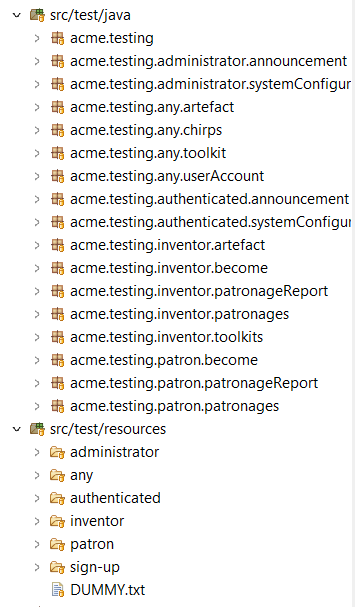 src/test/java
acme.testing
acme.testing.administrator.announcement
acme.testing.administrator.systemConfigur
acme.testing.any.artefact
acme.testing.any.chirps
acme.testing.any.toolkit
acme.testing.any.userAccount
acme.testing.authenticated.announcement
acme.testing.authenticated.systemConfigur
acme.testing.inventor.artefact
acme.testing.inventor.become
acme.testing.inventor.patronageReport
acme.testing.inventor.patronages
acme.testing.inventor.toolkits
acme.testing.patron.become
acme.testing.patron.patronageReport
acme.testing.patron.patronages
src/test/resources
administrator
any
authenticated
inventor
patron
sign-up
DUMMY.txt